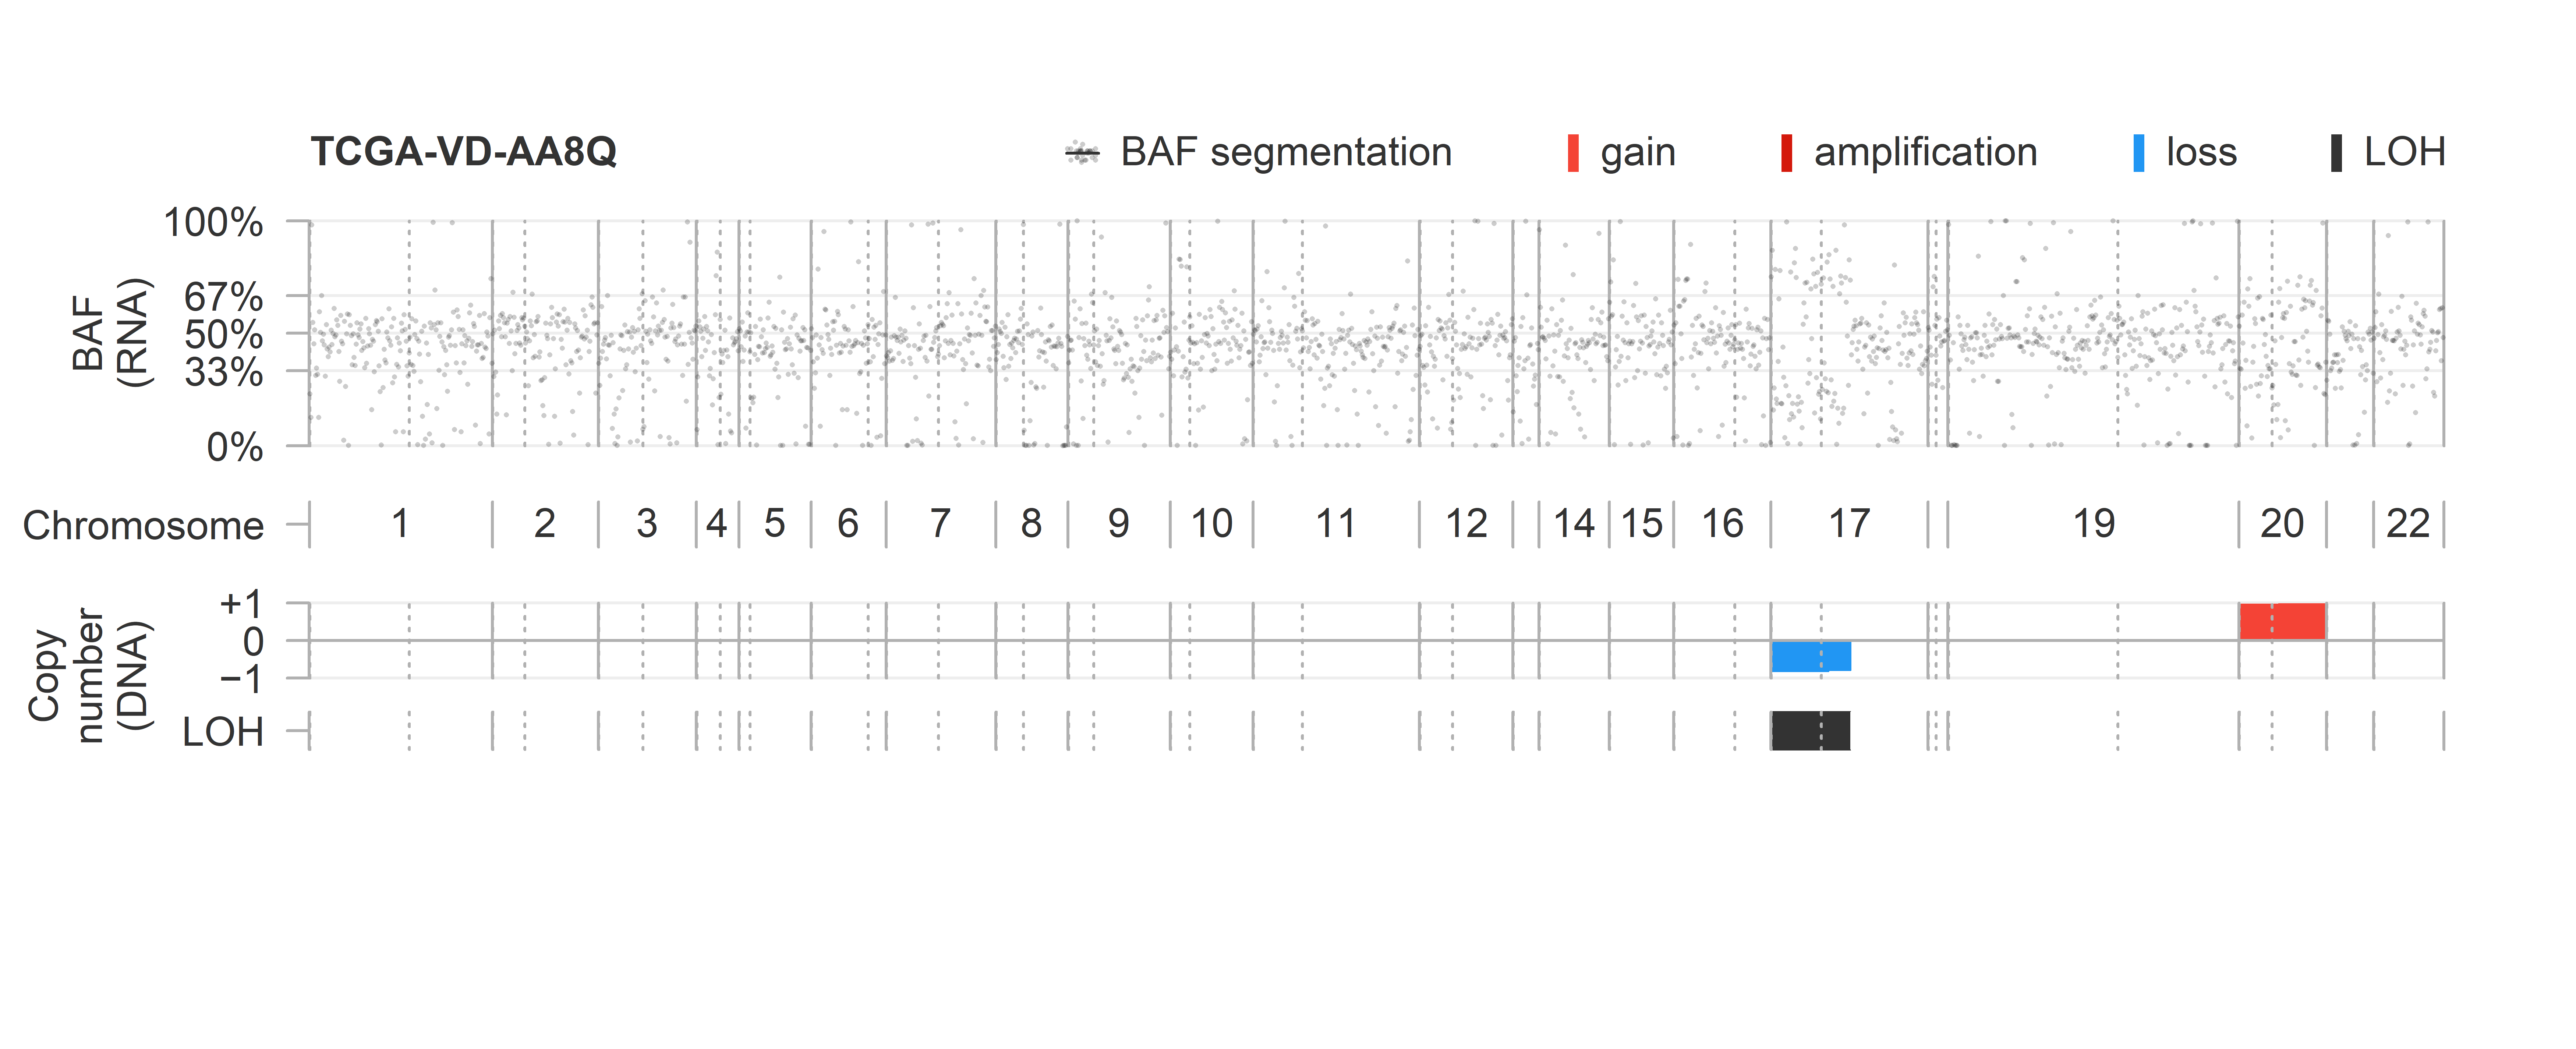 TCGA-VD-AA8Q
BAF segmentation gain amplification loss LOH
BAF
(RNA)
100%
67%
50%
33%
0%
Chromosome 1 2 3 4 5 6 7 8 9 10 11 12 14 15 16 17 19 20 22
Copy
number
(DNA)
+1
0
−1
LOH